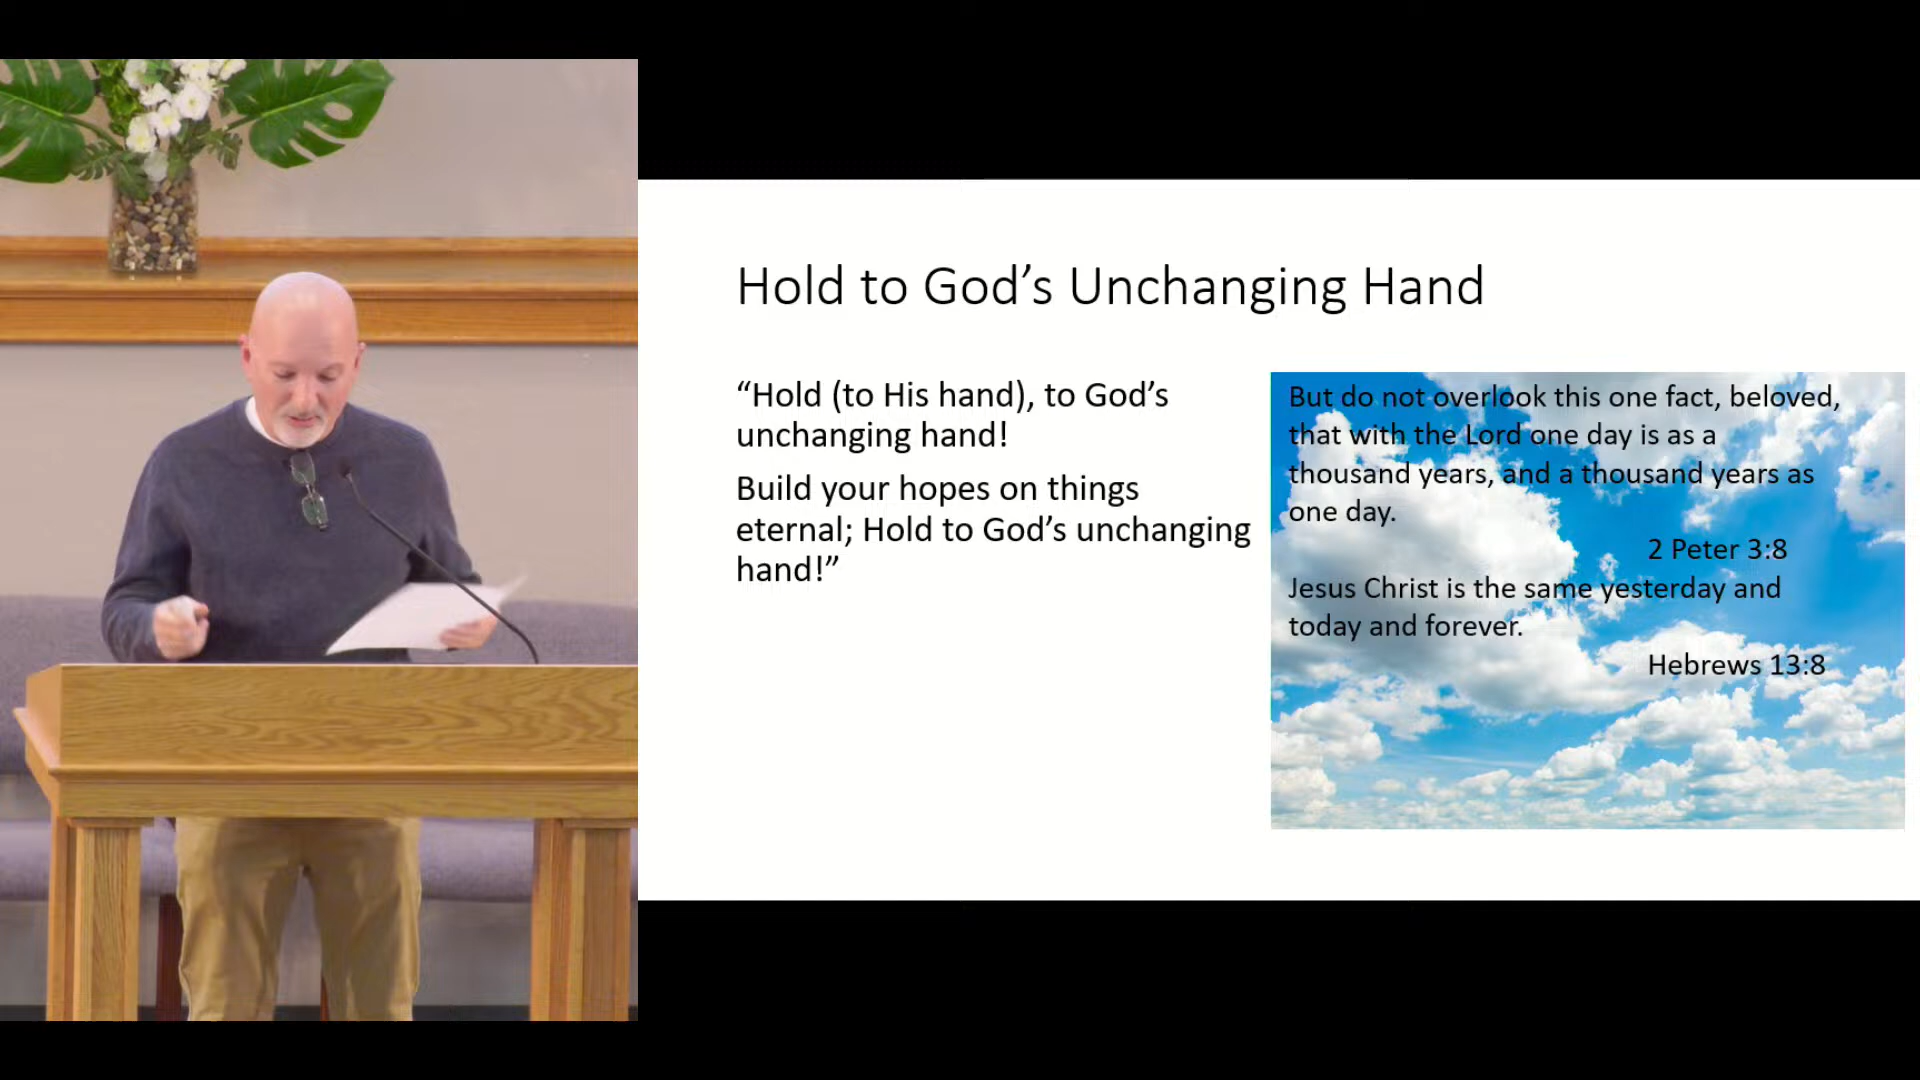 Hold to God’s Unchanging Hand
“Hold (to His hand), to God’s
unchanging hand!
Build your hopes on things
eternal; Hold to God’s unchanging
hand!”
But do not overlook this one fact, beloved,
that with the Lord one day is as a
thousand years, and a thousand years as
one day.
2 Peter 3:8
Jesus Christ is the same yesterday and
today and forever.
Hebrews 13:8